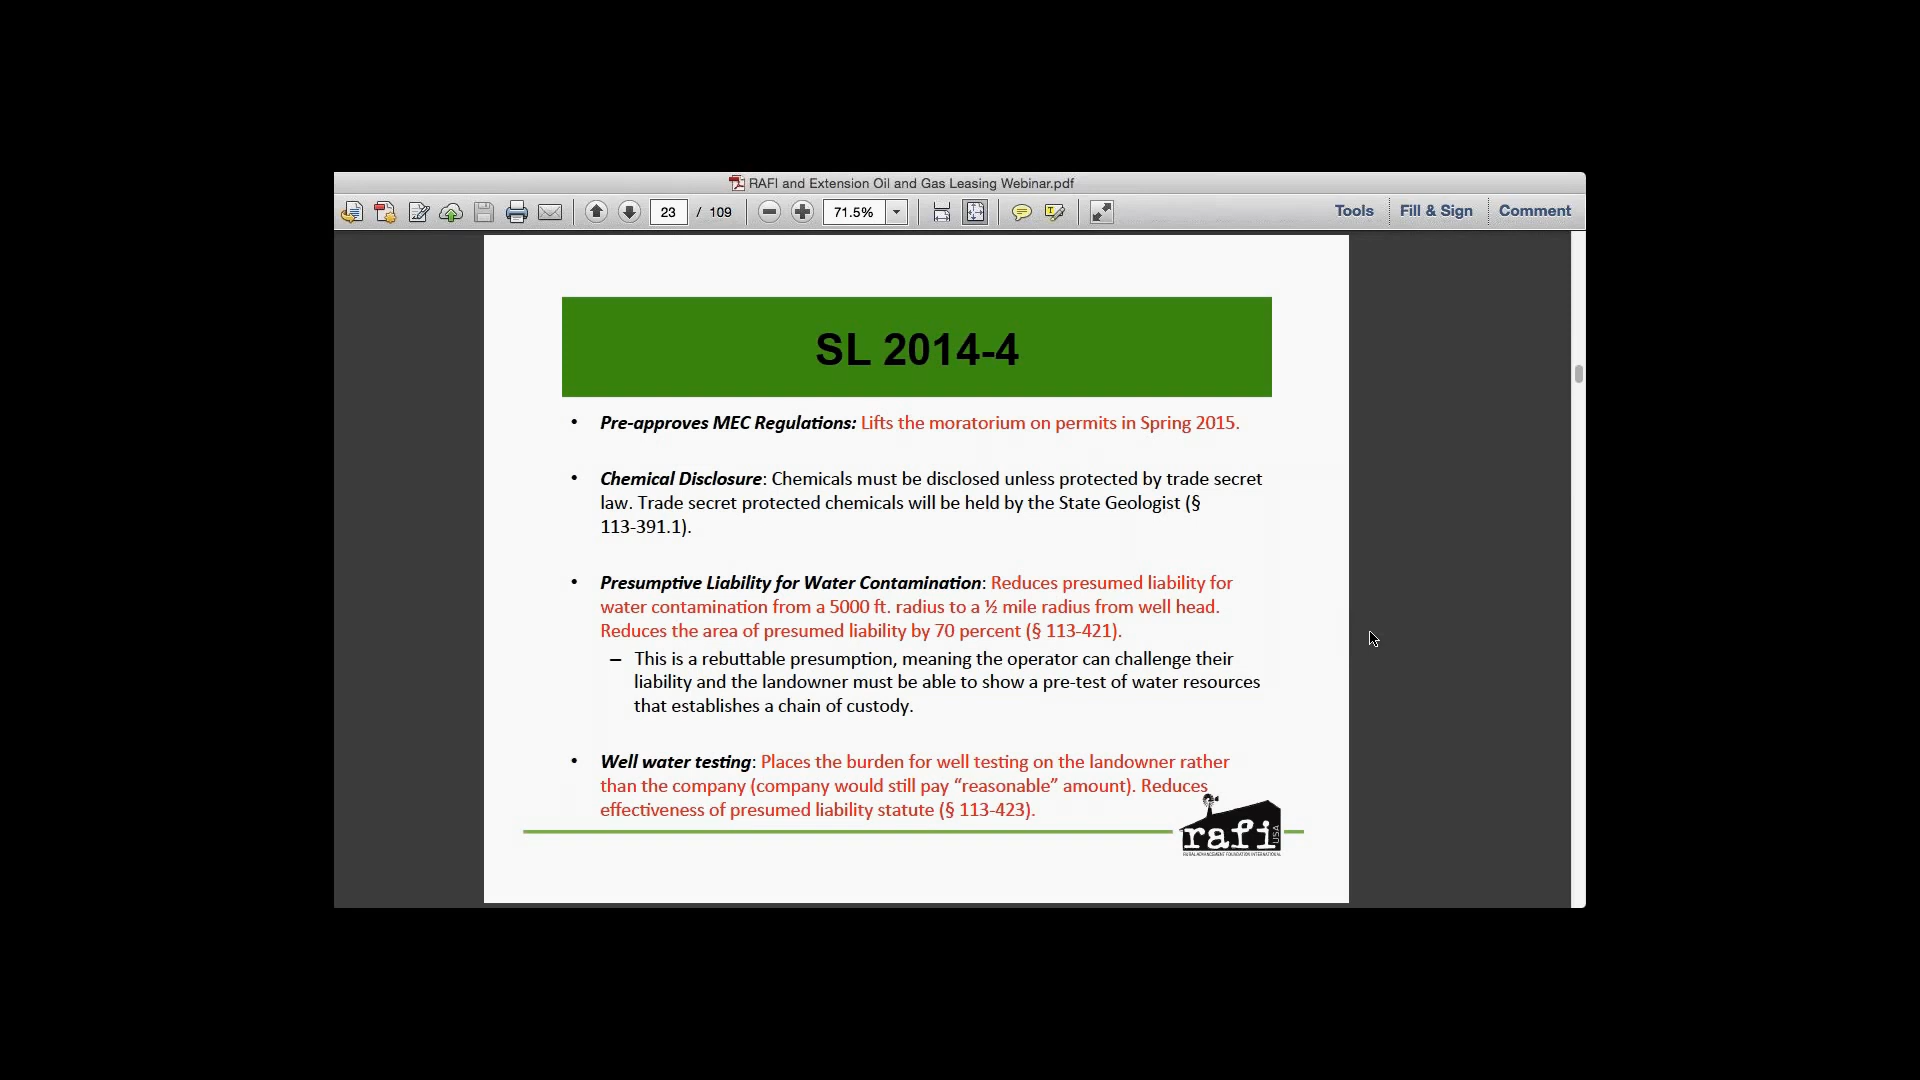 RAFI and Extension Oil and Gas Leasing Webinar.pdf
23 / 109 71.5% Tools Fill & Sign Comment
SL 2014-4
• Pre-approves MEC Regulations: Lifts the moratorium on permits in Spring 2015.
• Chemical Disclosure: Chemicals must be disclosed unless protected by trade secret
law. Trade secret protected chemicals will be held by the State Geologist (§
113-391.1).
• Presumptive Liability for Water Contamination: Reduces presumed liability for
water contamination from a 5000 ft. radius to a ½ mile radius from well head.
Reduces the area of presumed liability by 70 percent (§ 113-421).
– This is a rebuttable presumption, meaning the operator can challenge their
liability and the landowner must be able to show a pre-test of water resources
that establishes a chain of custody.
• Well water testing: Places the burden for well testing on the landowner rather
than the company (company would still pay “reasonable” amount). Reduces
effectiveness of presumed liability statute (§ 113-423).
rafi USA
RURAL ADVANCEMENT FOUNDATION INTERNATIONAL